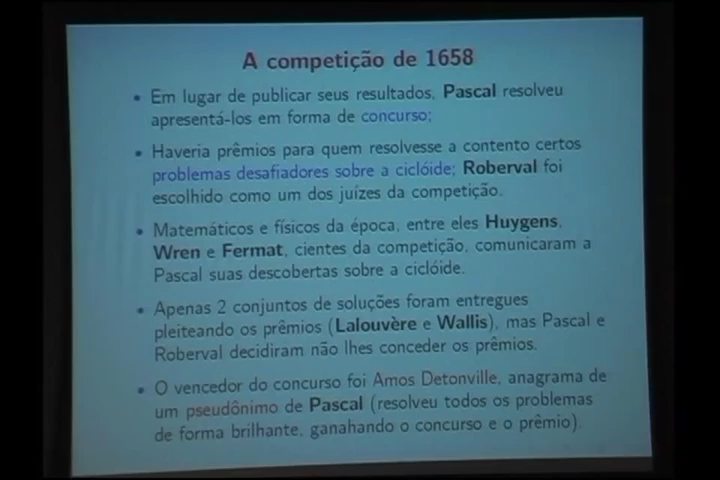 A competição de 1658
• Em lugar de publicar seus resultados, Pascal resolveu
apresentá-los em forma de concurso;
• Haveria prêmios para quem resolvesse a contento certos
problemas desafiadores sobre a ciclóide; Roberval foi
escolhido como um dos juízes da competição.
• Matemáticos e físicos da época, entre eles Huygens,
Wren e Fermat, cientes da competição, comunicaram a
Pascal suas descobertas sobre a ciclóide.
• Apenas 2 conjuntos de soluções foram entregues
pleiteando os prêmios (Lalouvère e Wallis), mas Pascal e
Roberval decidiram não lhes conceder os prêmios.
• O vencedor do concurso foi Amos Detonville, anagrama de
um pseudônimo de Pascal (resolveu todos os problemas
de forma brilhante, ganahando o concurso e o prêmio).